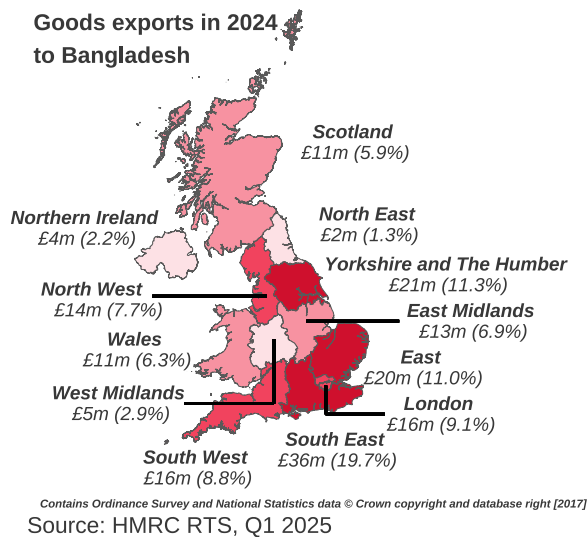 Goods exports in 2024
to Bangladesh
Scotland
£11m (5.9%)
Northern Ireland
£4m (2.2%)
North East
£2m (1.3%)
Yorkshire and The Humber
£21m (11.3%)
North West
£14m (7.7%)
East Midlands
£13m (6.9%)
Wales
£11m (6.3%)
East
£20m (11.0%)
West Midlands
£5m (2.9%)
London
£16m (9.1%)
South East
£36m (19.7%)
South West
£16m (8.8%)
Contains Ordinance Survey and National Statistics data © Crown copyright and database right [2017]
Source: HMRC RTS, Q1 2025